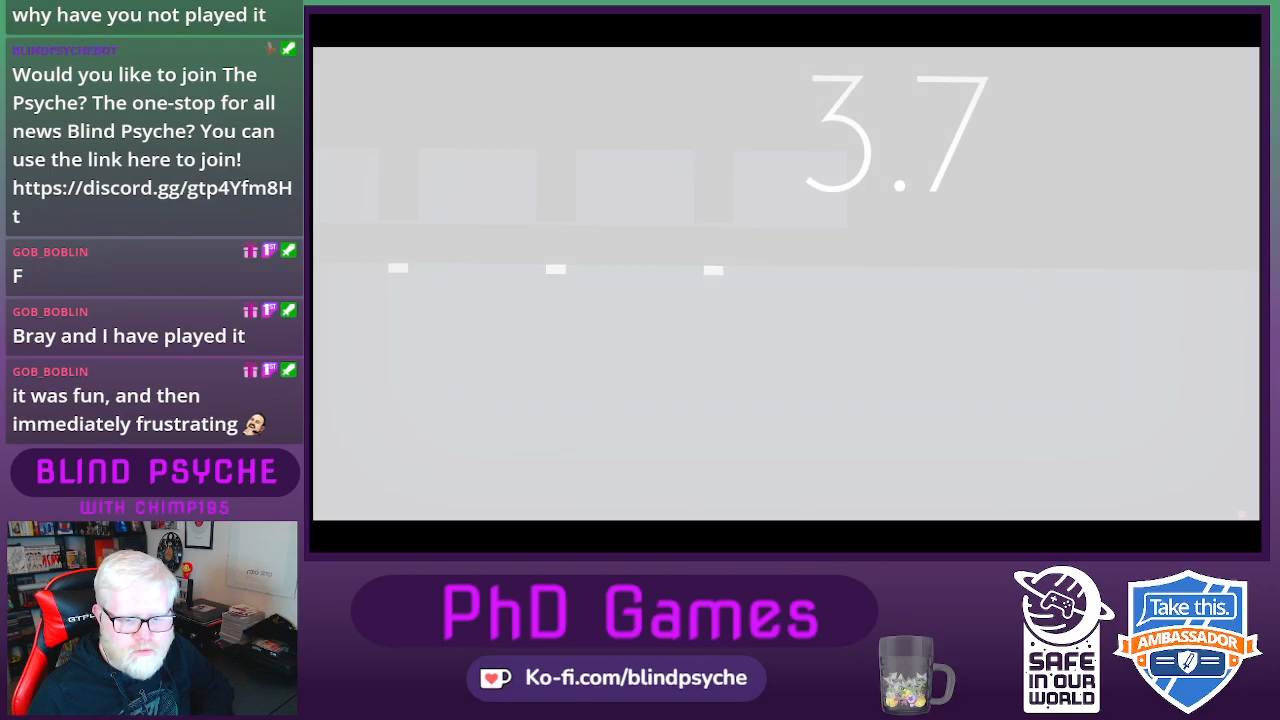 why have you not played it
BLINDPSYCHEBOT
Would you like to join The
Psyche? The one-stop for all
news Blind Psyche? You can
use the link here to join!
https://discord.gg/gtp4Yfm8H
t
GOB_BOBLIN
F
GOB_BOBLIN
Bray and I have played it
GOB_BOBLIN
it was fun, and then
immediately frustrating
BLIND PSYCHE
WITH CHIMP195
3.7
GTPL
PhD Games
Ko-fi.com/blindpsyche
SAFE
IN OUR
WORLD
Take this.
AMBASSADOR